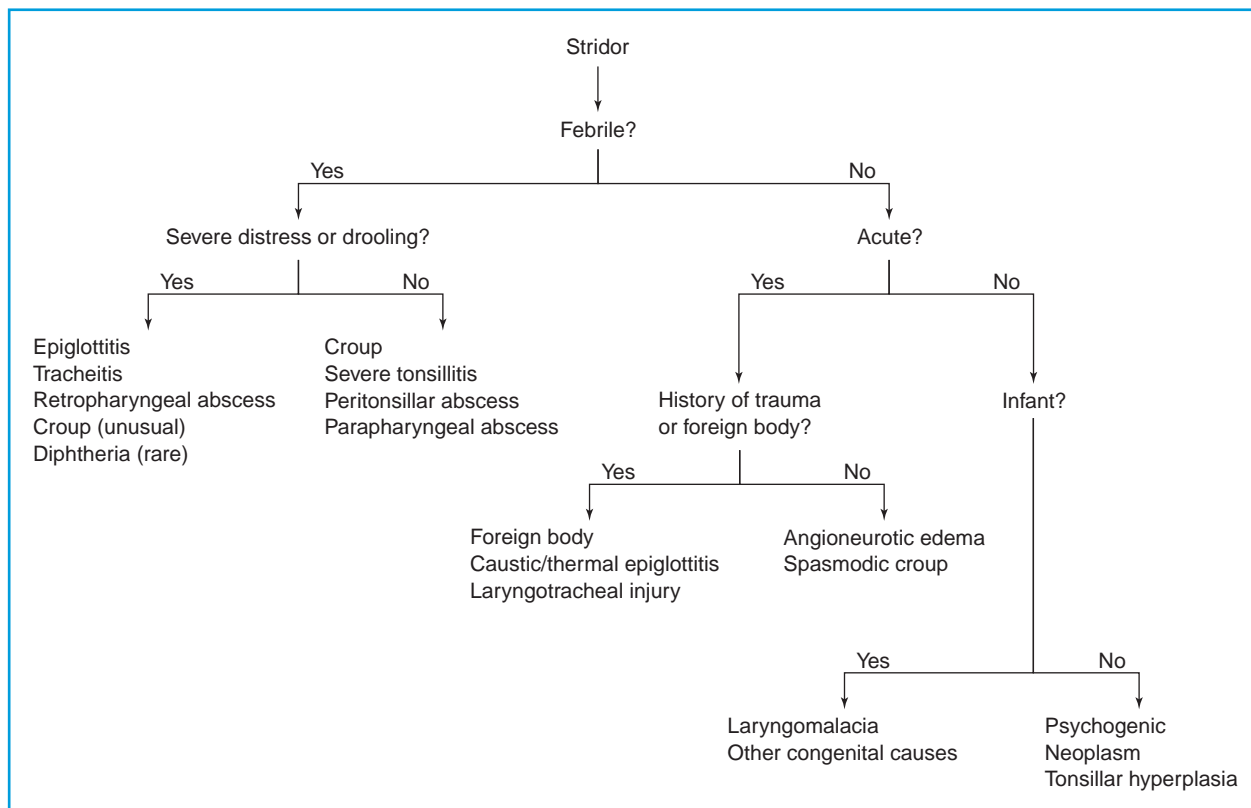 Stridor
Febrile?
Yes
No
Severe distress or drooling?
Acute?
Yes
No
Yes
No
Epiglottitis
Tracheitis
Retropharyngeal abscess
Croup (unusual)
Diphtheria (rare)
Croup
Severe tonsillitis
Peritonsillar abscess
Parapharyngeal abscess
History of trauma
or foreign body?
Infant?
Yes
No
Foreign body
Caustic/thermal epiglottitis
Laryngotracheal injury
Angioneurotic edema
Spasmodic croup
Yes
No
Laryngomalacia
Other congenital causes
Psychogenic
Neoplasm
Tonsillar hyperplasia